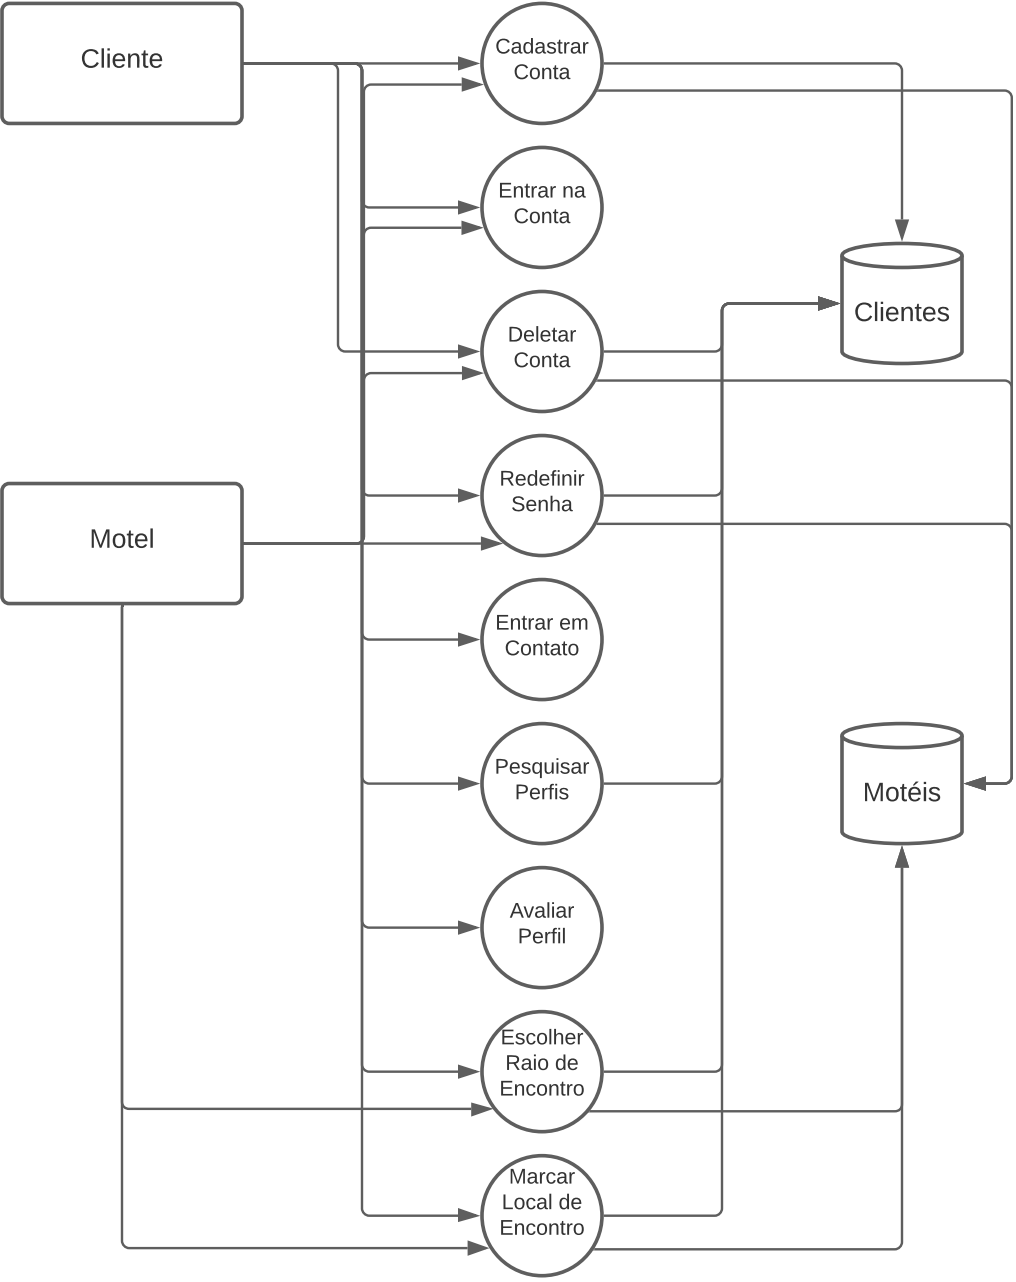 Cliente
Cadastrar
Conta
Entrar na
Conta
Clientes
Deletar
Conta
Redefinir
Senha
Motel
Entrar em
Contato
Pesquisar
Perfis
Motéis
Avaliar
Perfil
Escolher
Raio de
Encontro
Marcar
Local de
Encontro